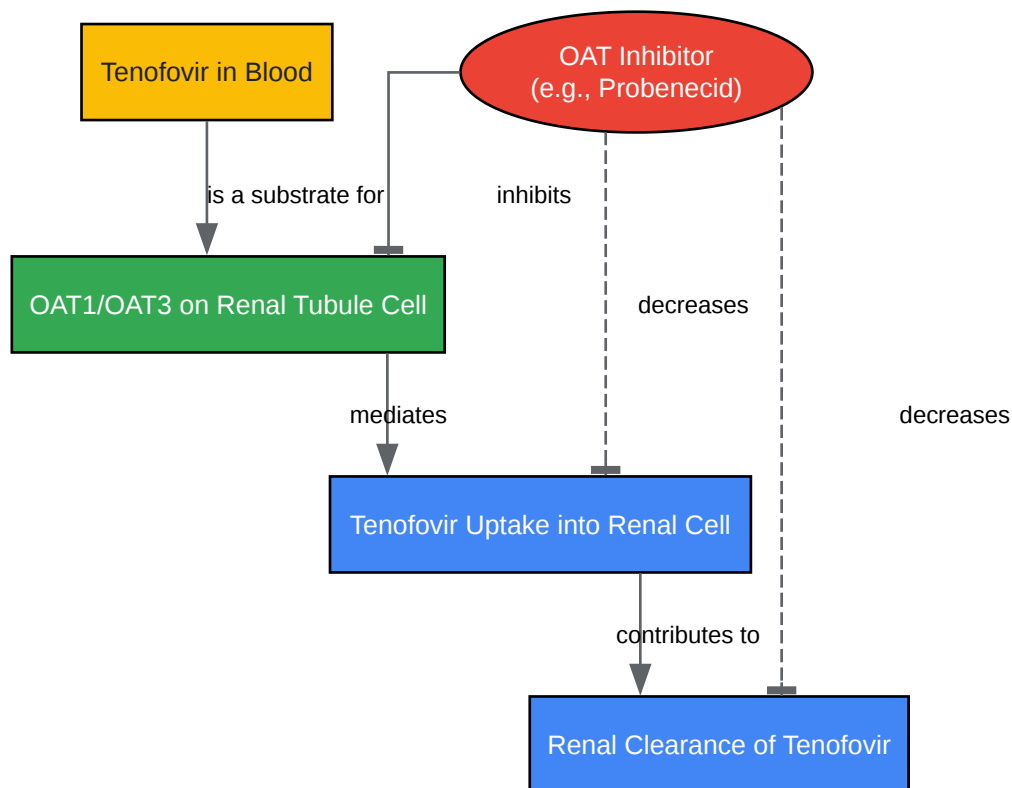 Tenofovir in Blood
OAT Inhibitor
(e.g., Probenecid)
is a substrate for
inhibits
OAT1/OAT3 on Renal Tubule Cell
decreases
mediates
decreases
Tenofovir Uptake into Renal Cell
contributes to
Renal Clearance of Tenofovir